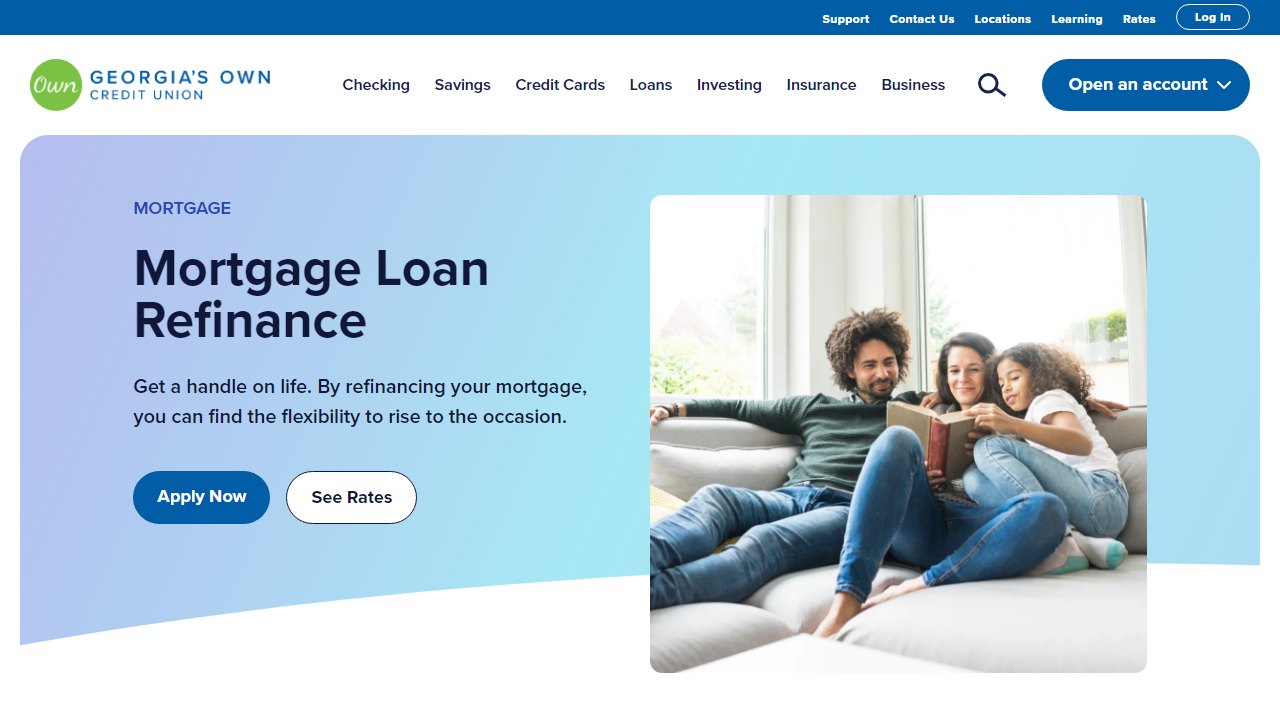 Support Contact Us Locations Learning Rates Log In
Own GEORGIA'S OWN
CREDIT UNION
Checking Savings Credit Cards Loans Investing Insurance Business Open an account
MORTGAGE
Mortgage Loan
Refinance
Get a handle on life. By refinancing your mortgage,
you can find the flexibility to rise to the occasion.
Apply Now See Rates